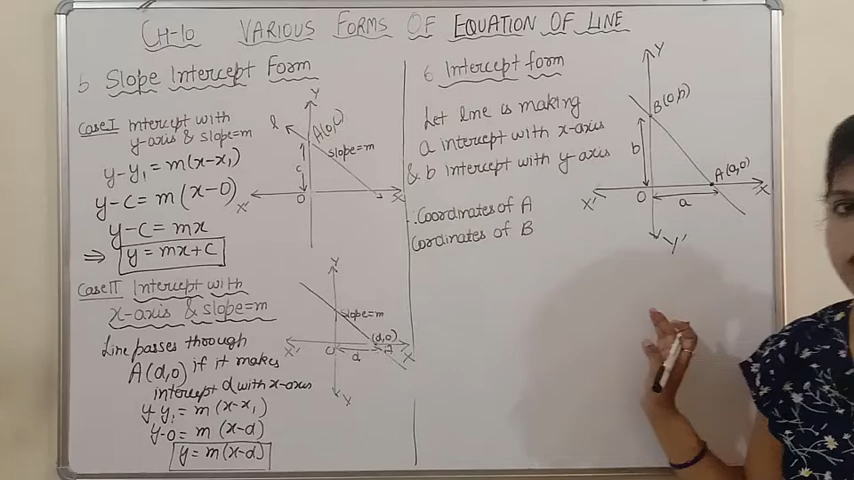 CH-10 VARIOUS FORMS OF EQUATION OF LINE
5 Slope Intercept Form
Case I Intercept with
y-axis & slope=m
y-y₁ = m(x-x₁)
y-c = m(x-0)
y-c = mx
⇒ y = mx+c
Y
l
A(0,c)
slope=m
c
X'
O
X
Case II Intercept with
x-axis & slope=m
Line passes through
A(d,0) if it makes
intercept d with x-axis
y y₁ = m(x-x₁)
y-0 = m(x-d)
y = m(x-d)
Y
slope=m
(d,0)
X'
O
d
A
X
Y
6 Intercept form
Let line is making
a intercept with x-axis
& b intercept with y-axis
∴ Coordinates of A
Cordinates of B
Y
B(0,b)
b
A(a,0)
X'
O
a
X
Y'